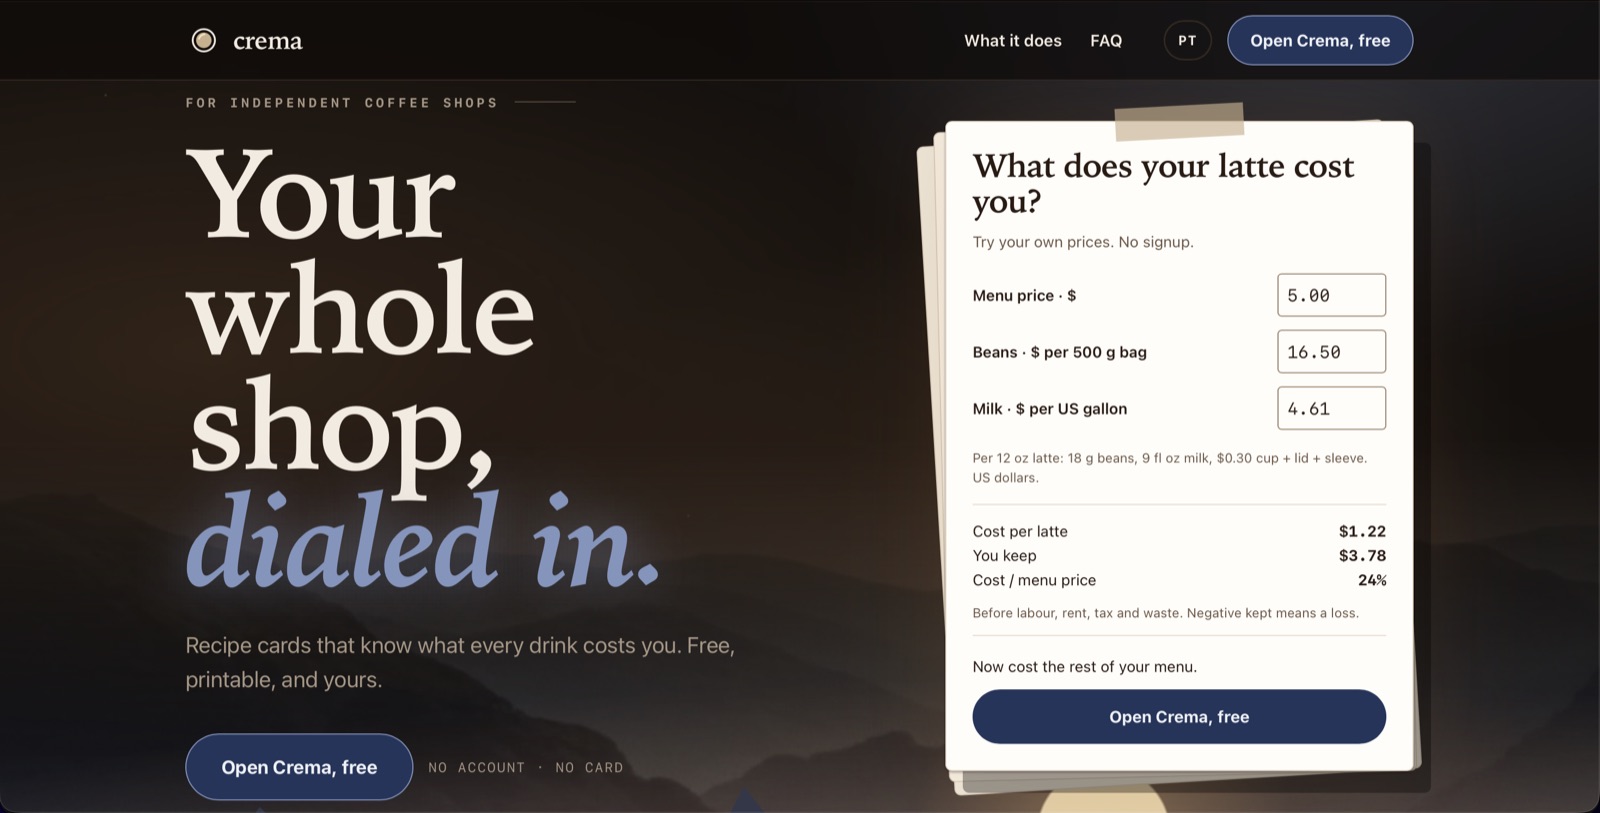 crema
What it does
FAQ
PT
Open Crema, free
FOR INDEPENDENT COFFEE SHOPS
Your
whole
shop,
dialed in.
Recipe cards that know what every drink costs you. Free,
printable, and yours.
Open Crema, free
NO ACCOUNT · NO CARD
What does your latte cost
you?
Try your own prices. No signup.
Menu price · $
5.00
Beans · $ per 500 g bag
16.50
Milk · $ per US gallon
4.61
Per 12 oz latte: 18 g beans, 9 fl oz milk, $0.30 cup + lid + sleeve.
US dollars.
Cost per latte $1.22
You keep $3.78
Cost / menu price 24%
Before labour, rent, tax and waste. Negative kept means a loss.
Now cost the rest of your menu.
Open Crema, free